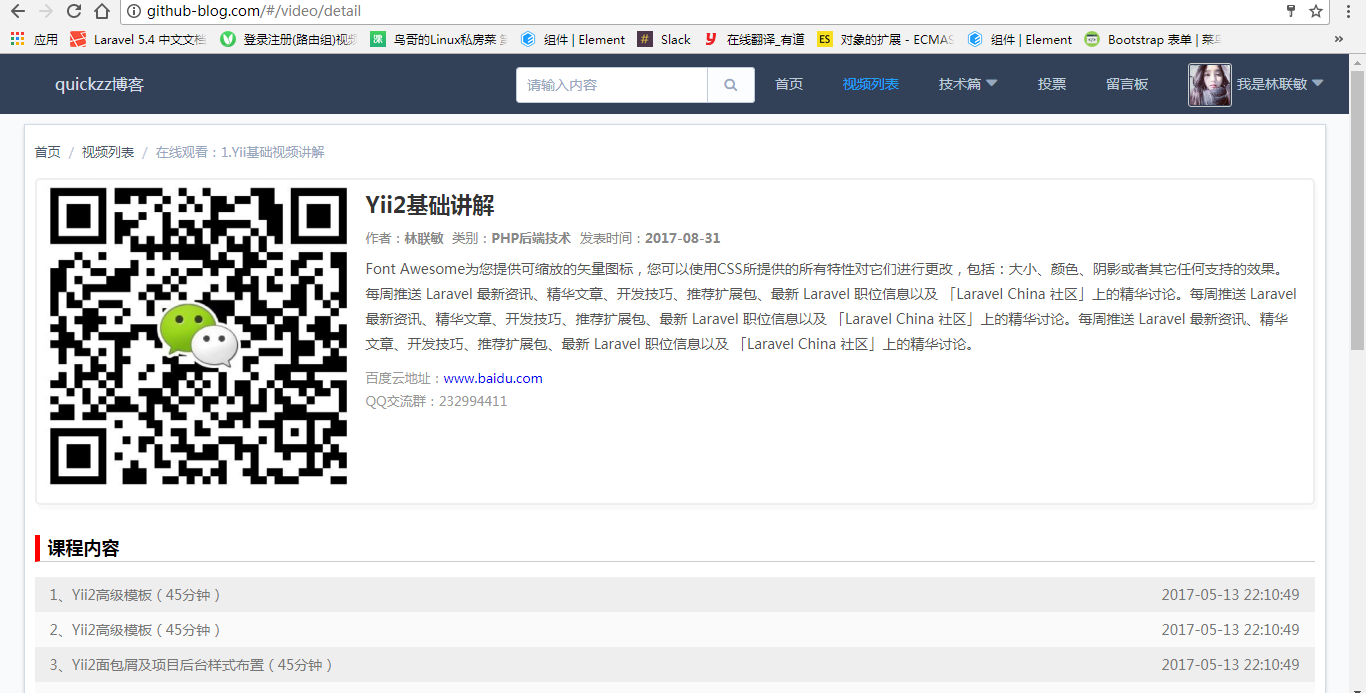 github-blog.com/#/video/detail
应用 Laravel 5.4 中文文档 登录注册(路由组)视频 鸟哥的Linux私房菜 组件 | Element Slack 在线翻译_有道 ES 对象的扩展 - ECMAS 组件 | Element Bootstrap 表单 | 菜鸟 »
quickzz博客 请输入内容 首页 视频列表 技术篇 投票 留言板 我是林联敏
首页 / 视频列表 / 在线观看：1.Yii基础视频讲解
Yii2基础讲解
作者：林联敏 类别：PHP后端技术 发表时间：2017-08-31
Font Awesome为您提供可缩放的矢量图标，您可以使用CSS所提供的所有特性对它们进行更改，包括：大小、颜色、阴影或者其它任何支持的效果。
每周推送 Laravel 最新资讯、精华文章、开发技巧、推荐扩展包、最新 Laravel 职位信息以及 「Laravel China 社区」上的精华讨论。每周推送 Laravel
最新资讯、精华文章、开发技巧、推荐扩展包、最新 Laravel 职位信息以及 「Laravel China 社区」上的精华讨论。每周推送 Laravel 最新资讯、精华
文章、开发技巧、推荐扩展包、最新 Laravel 职位信息以及 「Laravel China 社区」上的精华讨论。
百度云地址：www.baidu.com
QQ交流群：232994411
课程内容
1、Yii2高级模板（45分钟） 2017-05-13 22:10:49
2、Yii2高级模板（45分钟） 2017-05-13 22:10:49
3、Yii2面包屑及项目后台样式布置（45分钟） 2017-05-13 22:10:49